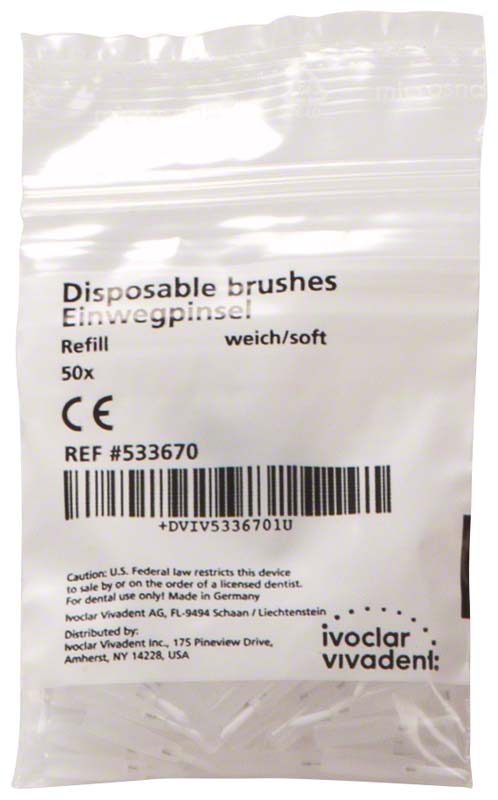 Disposable brushes
Einwegpinsel
Refill weich/soft
50x
CE
REF #533670
+DVIV5336701U
Caution: U.S. Federal law restricts this device
to sale by or on the order of a licensed dentist.
For dental use only! Made in Germany
Ivoclar Vivadent AG, FL-9494 Schaan / Liechtenstein
Distributed by:
Ivoclar Vivadent Inc., 175 Pineview Drive,
Amherst, NY 14228, USA
ivoclar
vivadent: